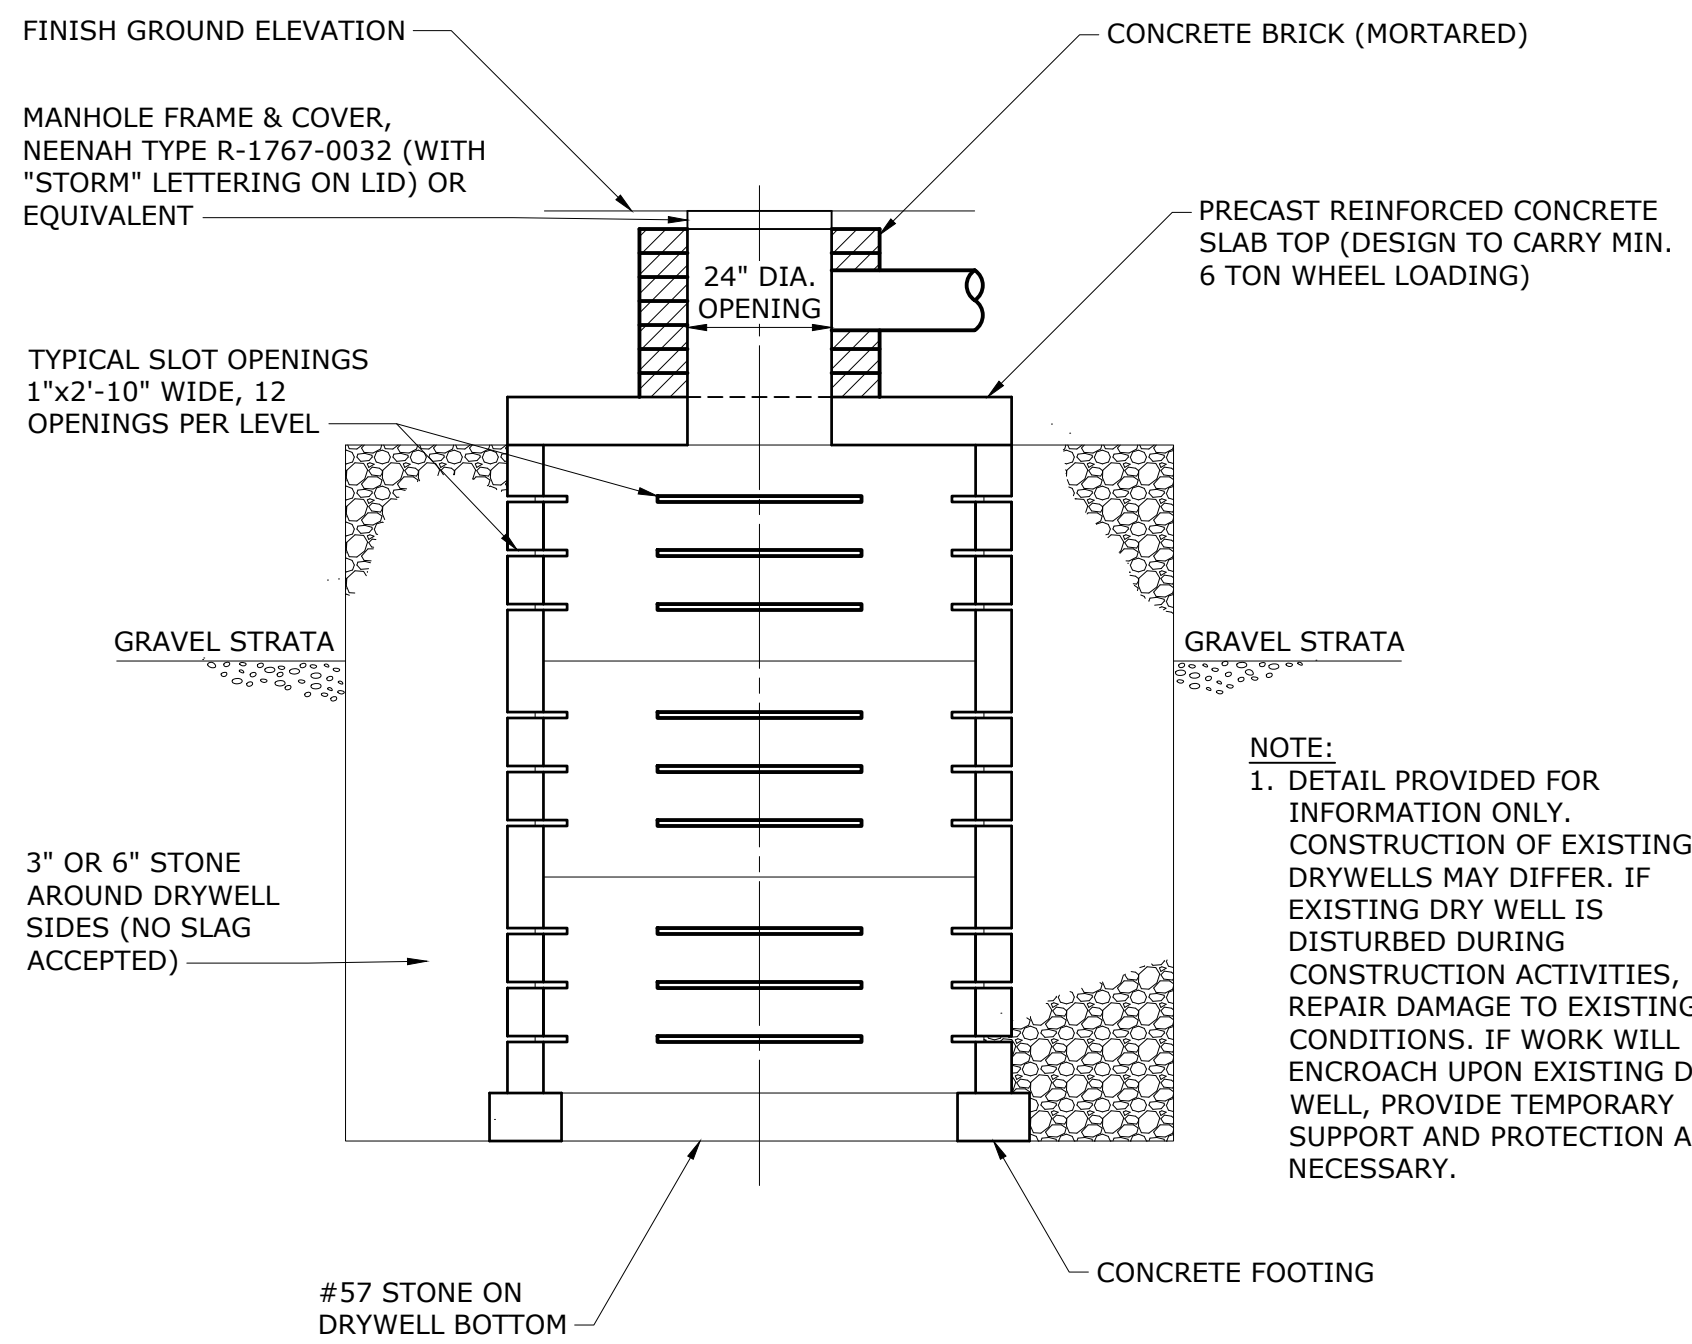 FINISH GROUND ELEVATION
CONCRETE BRICK (MORTARED)
MANHOLE FRAME & COVER,
NEENAH TYPE R-1767-0032 (WITH
"STORM" LETTERING ON LID) OR
EQUIVALENT
PRECAST REINFORCED CONCRETE
SLAB TOP (DESIGN TO CARRY MIN.
6 TON WHEEL LOADING)
24" DIA.
OPENING
TYPICAL SLOT OPENINGS
1"x2'-10" WIDE, 12
OPENINGS PER LEVEL
GRAVEL STRATA
GRAVEL STRATA
3" OR 6" STONE
AROUND DRYWELL
SIDES (NO SLAG
ACCEPTED)
NOTE:
1. DETAIL PROVIDED FOR
INFORMATION ONLY.
CONSTRUCTION OF EXISTING
DRYWELLS MAY DIFFER. IF
EXISTING DRY WELL IS
DISTURBED DURING
CONSTRUCTION ACTIVITIES,
REPAIR DAMAGE TO EXISTING
CONDITIONS. IF WORK WILL
ENCROACH UPON EXISTING
WELL, PROVIDE TEMPORARY
SUPPORT AND PROTECTION
NECESSARY.
#57 STONE ON
DRYWELL BOTTOM
CONCRETE FOOTING